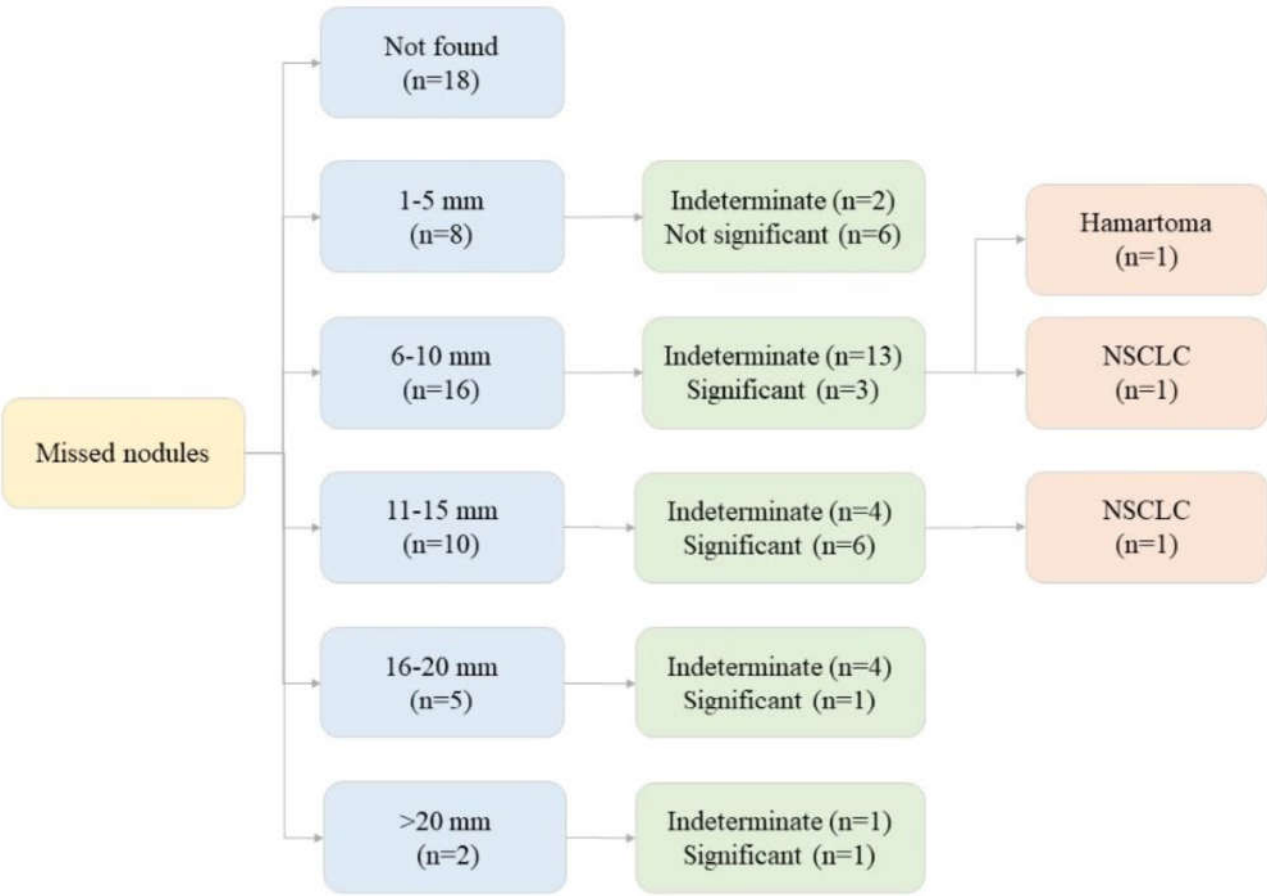 Missed nodules
Not found
(n=18)
1-5 mm
(n=8)
Indeterminate (n=2)
Not significant (n=6)
6-10 mm
(n=16)
Indeterminate (n=13)
Significant (n=3)
Hamartoma
(n=1)
NSCLC
(n=1)
11-15 mm
(n=10)
Indeterminate (n=4)
Significant (n=6)
NSCLC
(n=1)
16-20 mm
(n=5)
Indeterminate (n=4)
Significant (n=1)
>20 mm
(n=2)
Indeterminate (n=1)
Significant (n=1)